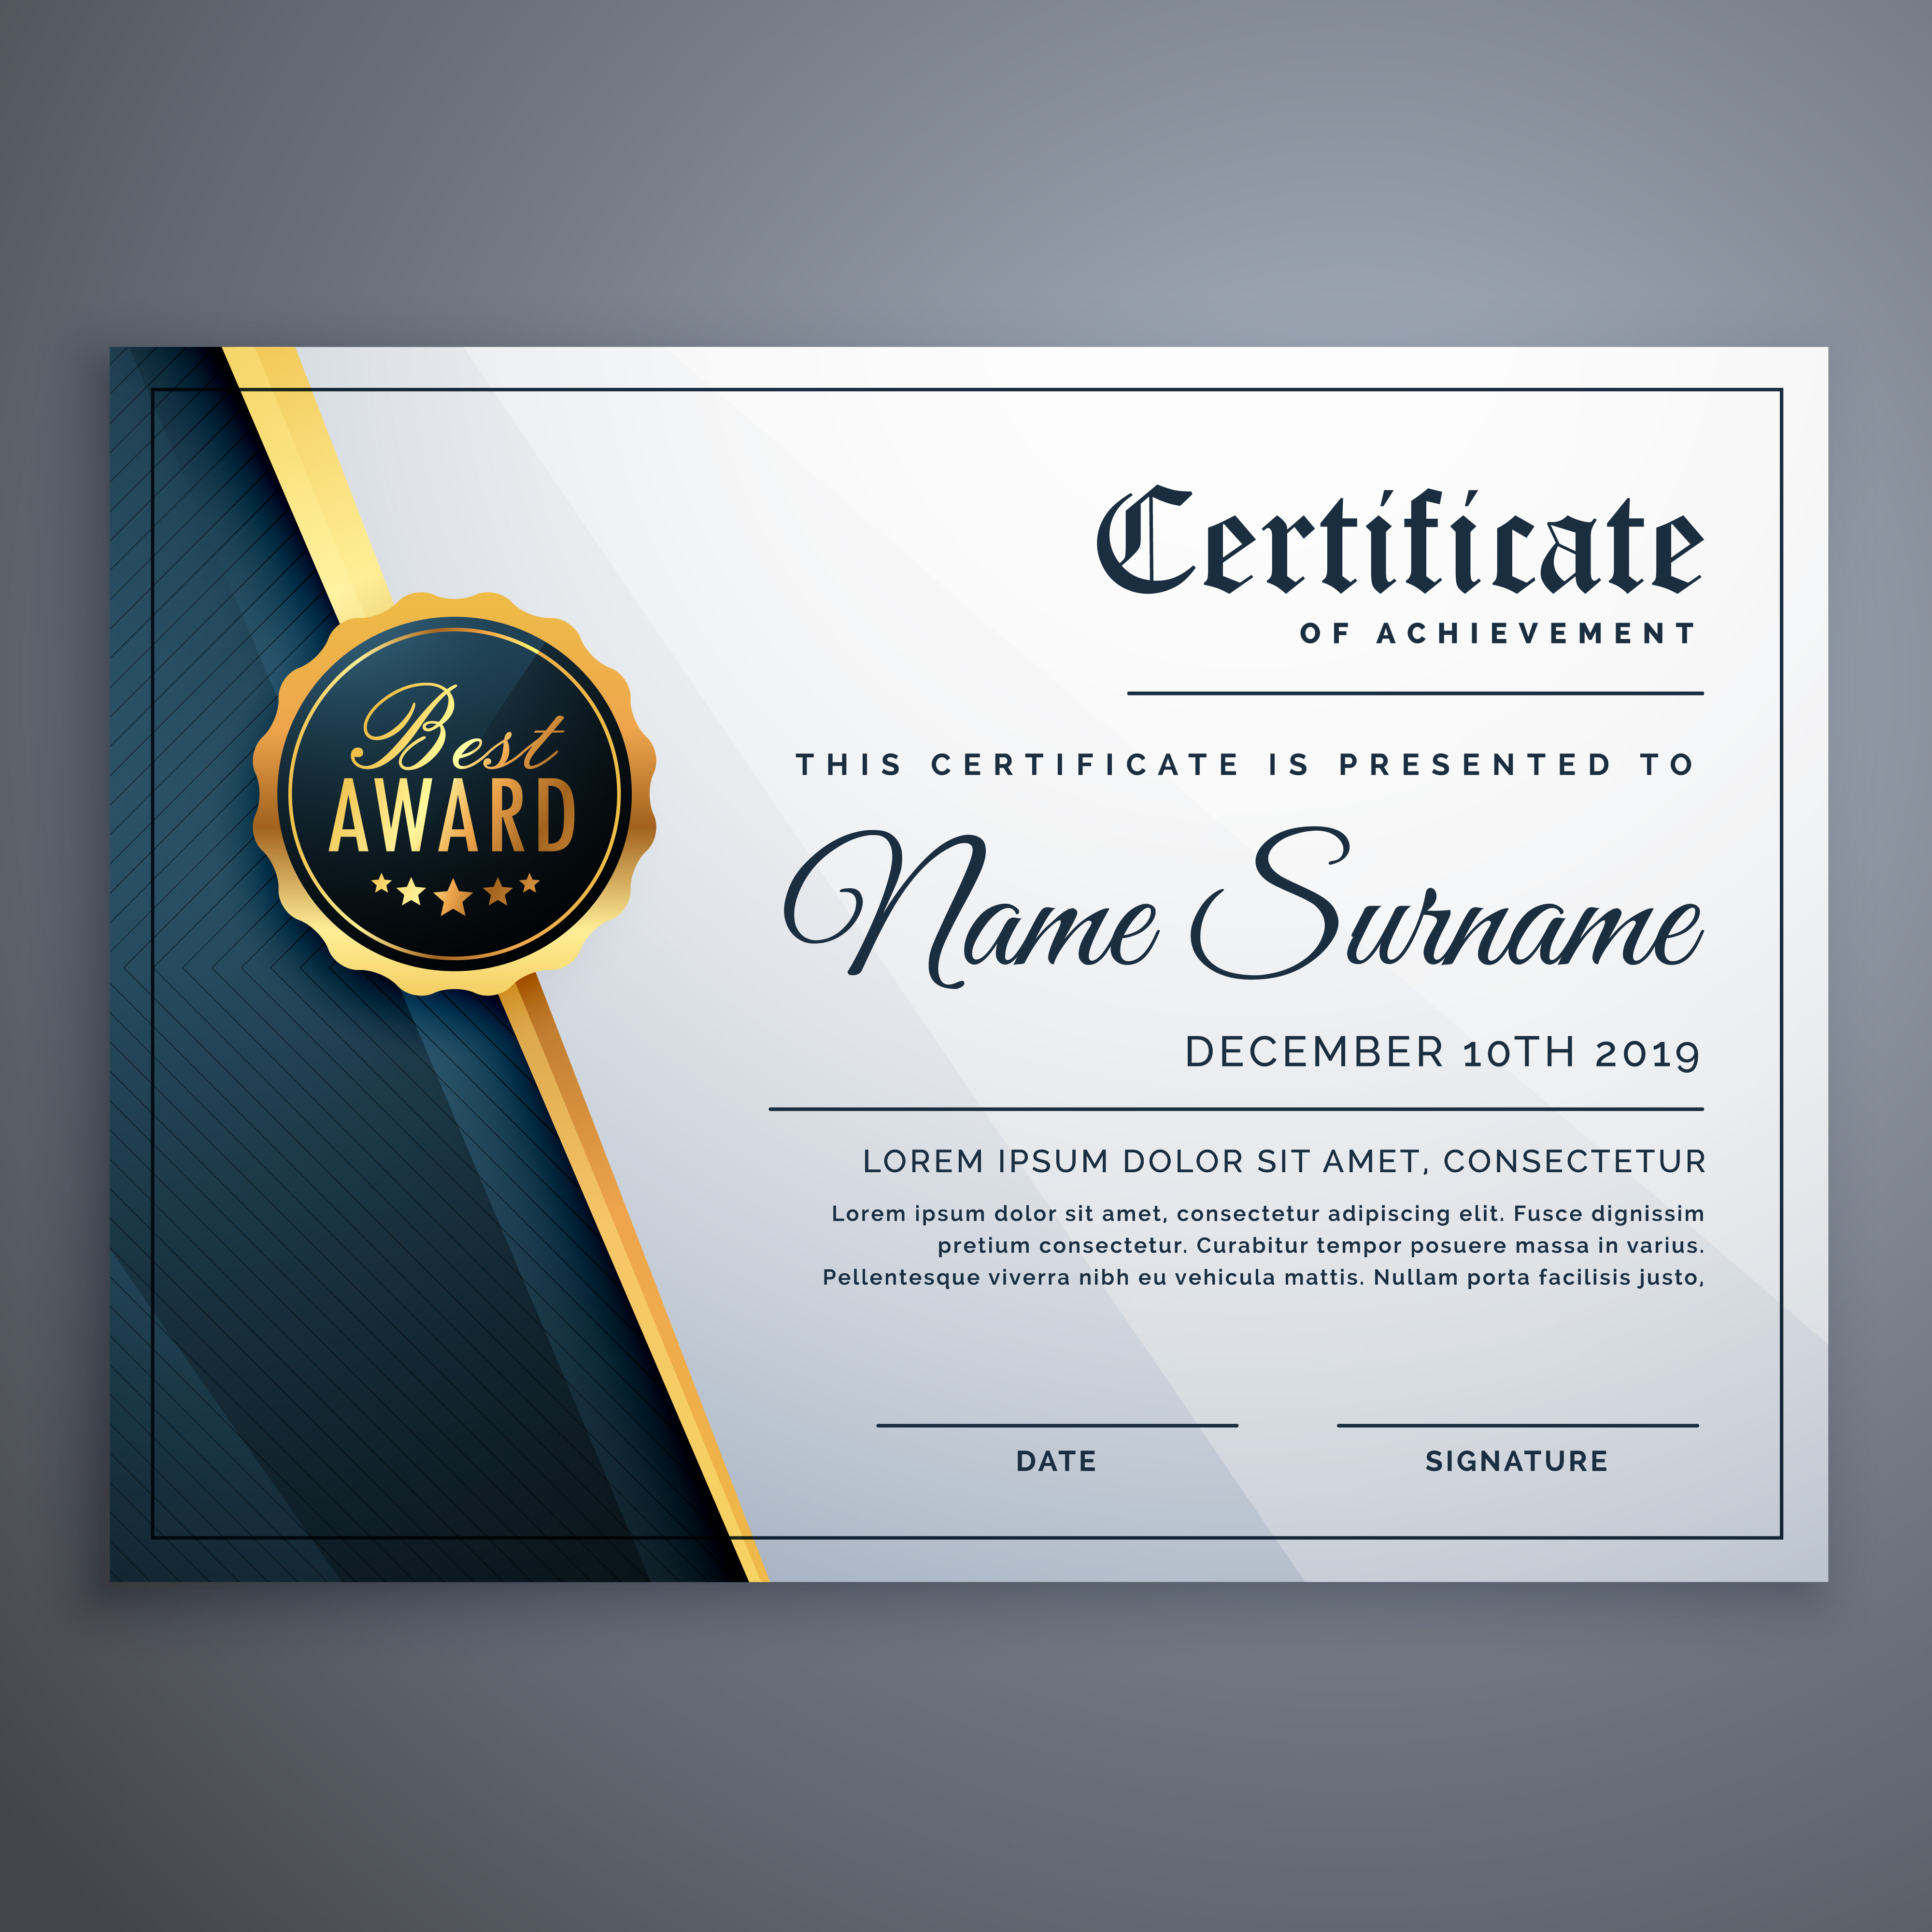 Certificate
OF ACHIEVEMENT
THIS CERTIFICATE IS PRESENTED TO
Name Surname
DECEMBER 10TH 2019
LOREM IPSUM DOLOR SIT AMET, CONSECTETUR
Lorem ipsum dolor sit amet, consectetur adipiscing elit. Fusce dignissim
pretium consectetur. Curabitur tempor posuere massa in varius.
Pellentesque viverra nibh eu vehicula mattis. Nullam porta facilisis justo,
DATE
SIGNATURE
Best
AWARD